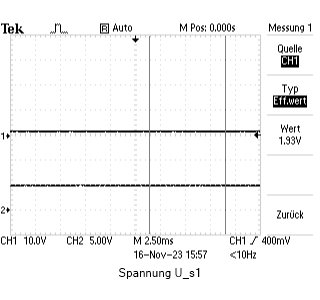 Tek R Auto M Pos: 0.000s Messung 1
Quelle
CH1
Typ
Eff.wert
Wert
1.93V
1
2
Zurück
CH1 10.0V CH2 5.00V M 2.50ms CH1 400mV
16-Nov-23 15:57 <10Hz
Spannung U_s1